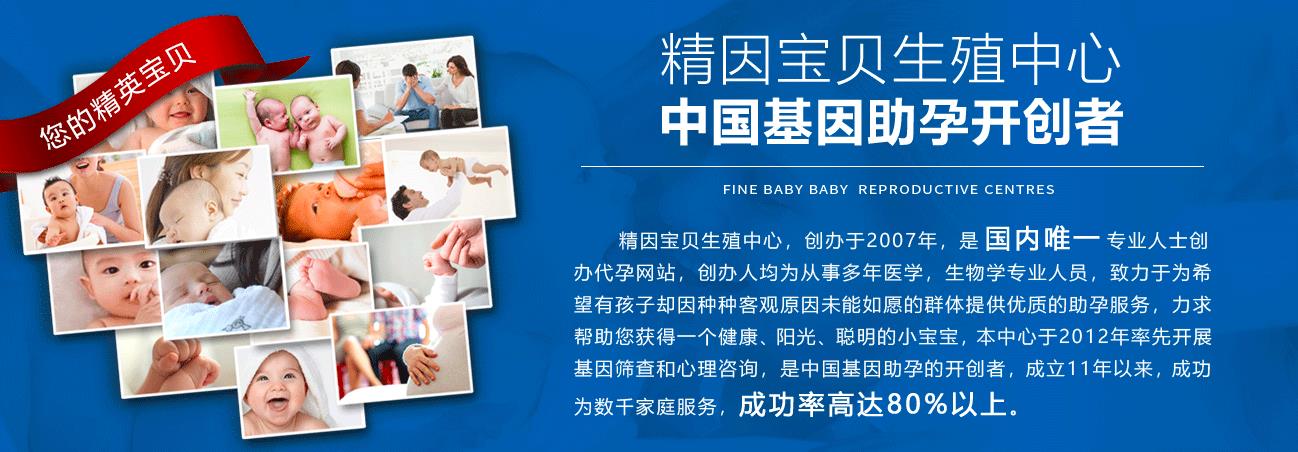 您的精英宝贝
精因宝贝生殖中心
中国基因助孕开创者
FINE BABY BABY REPRODUCTIVE CENTRES
精因宝贝生殖中心，创办于2007年，是 国内唯一 专业人士创
办代孕网站，创办人均为从事多年医学，生物学专业人员，致力于为希
望有孩子却因种种客观原因未能如愿的群体提供优质的助孕服务，力求
帮助您获得一个健康、阳光、聪明的小宝宝，本中心于2012年率先开展
基因筛查和心理咨询，是中国基因助孕的开创者，成立11年以来，成功
为数千家庭服务，成功率高达80%以上。